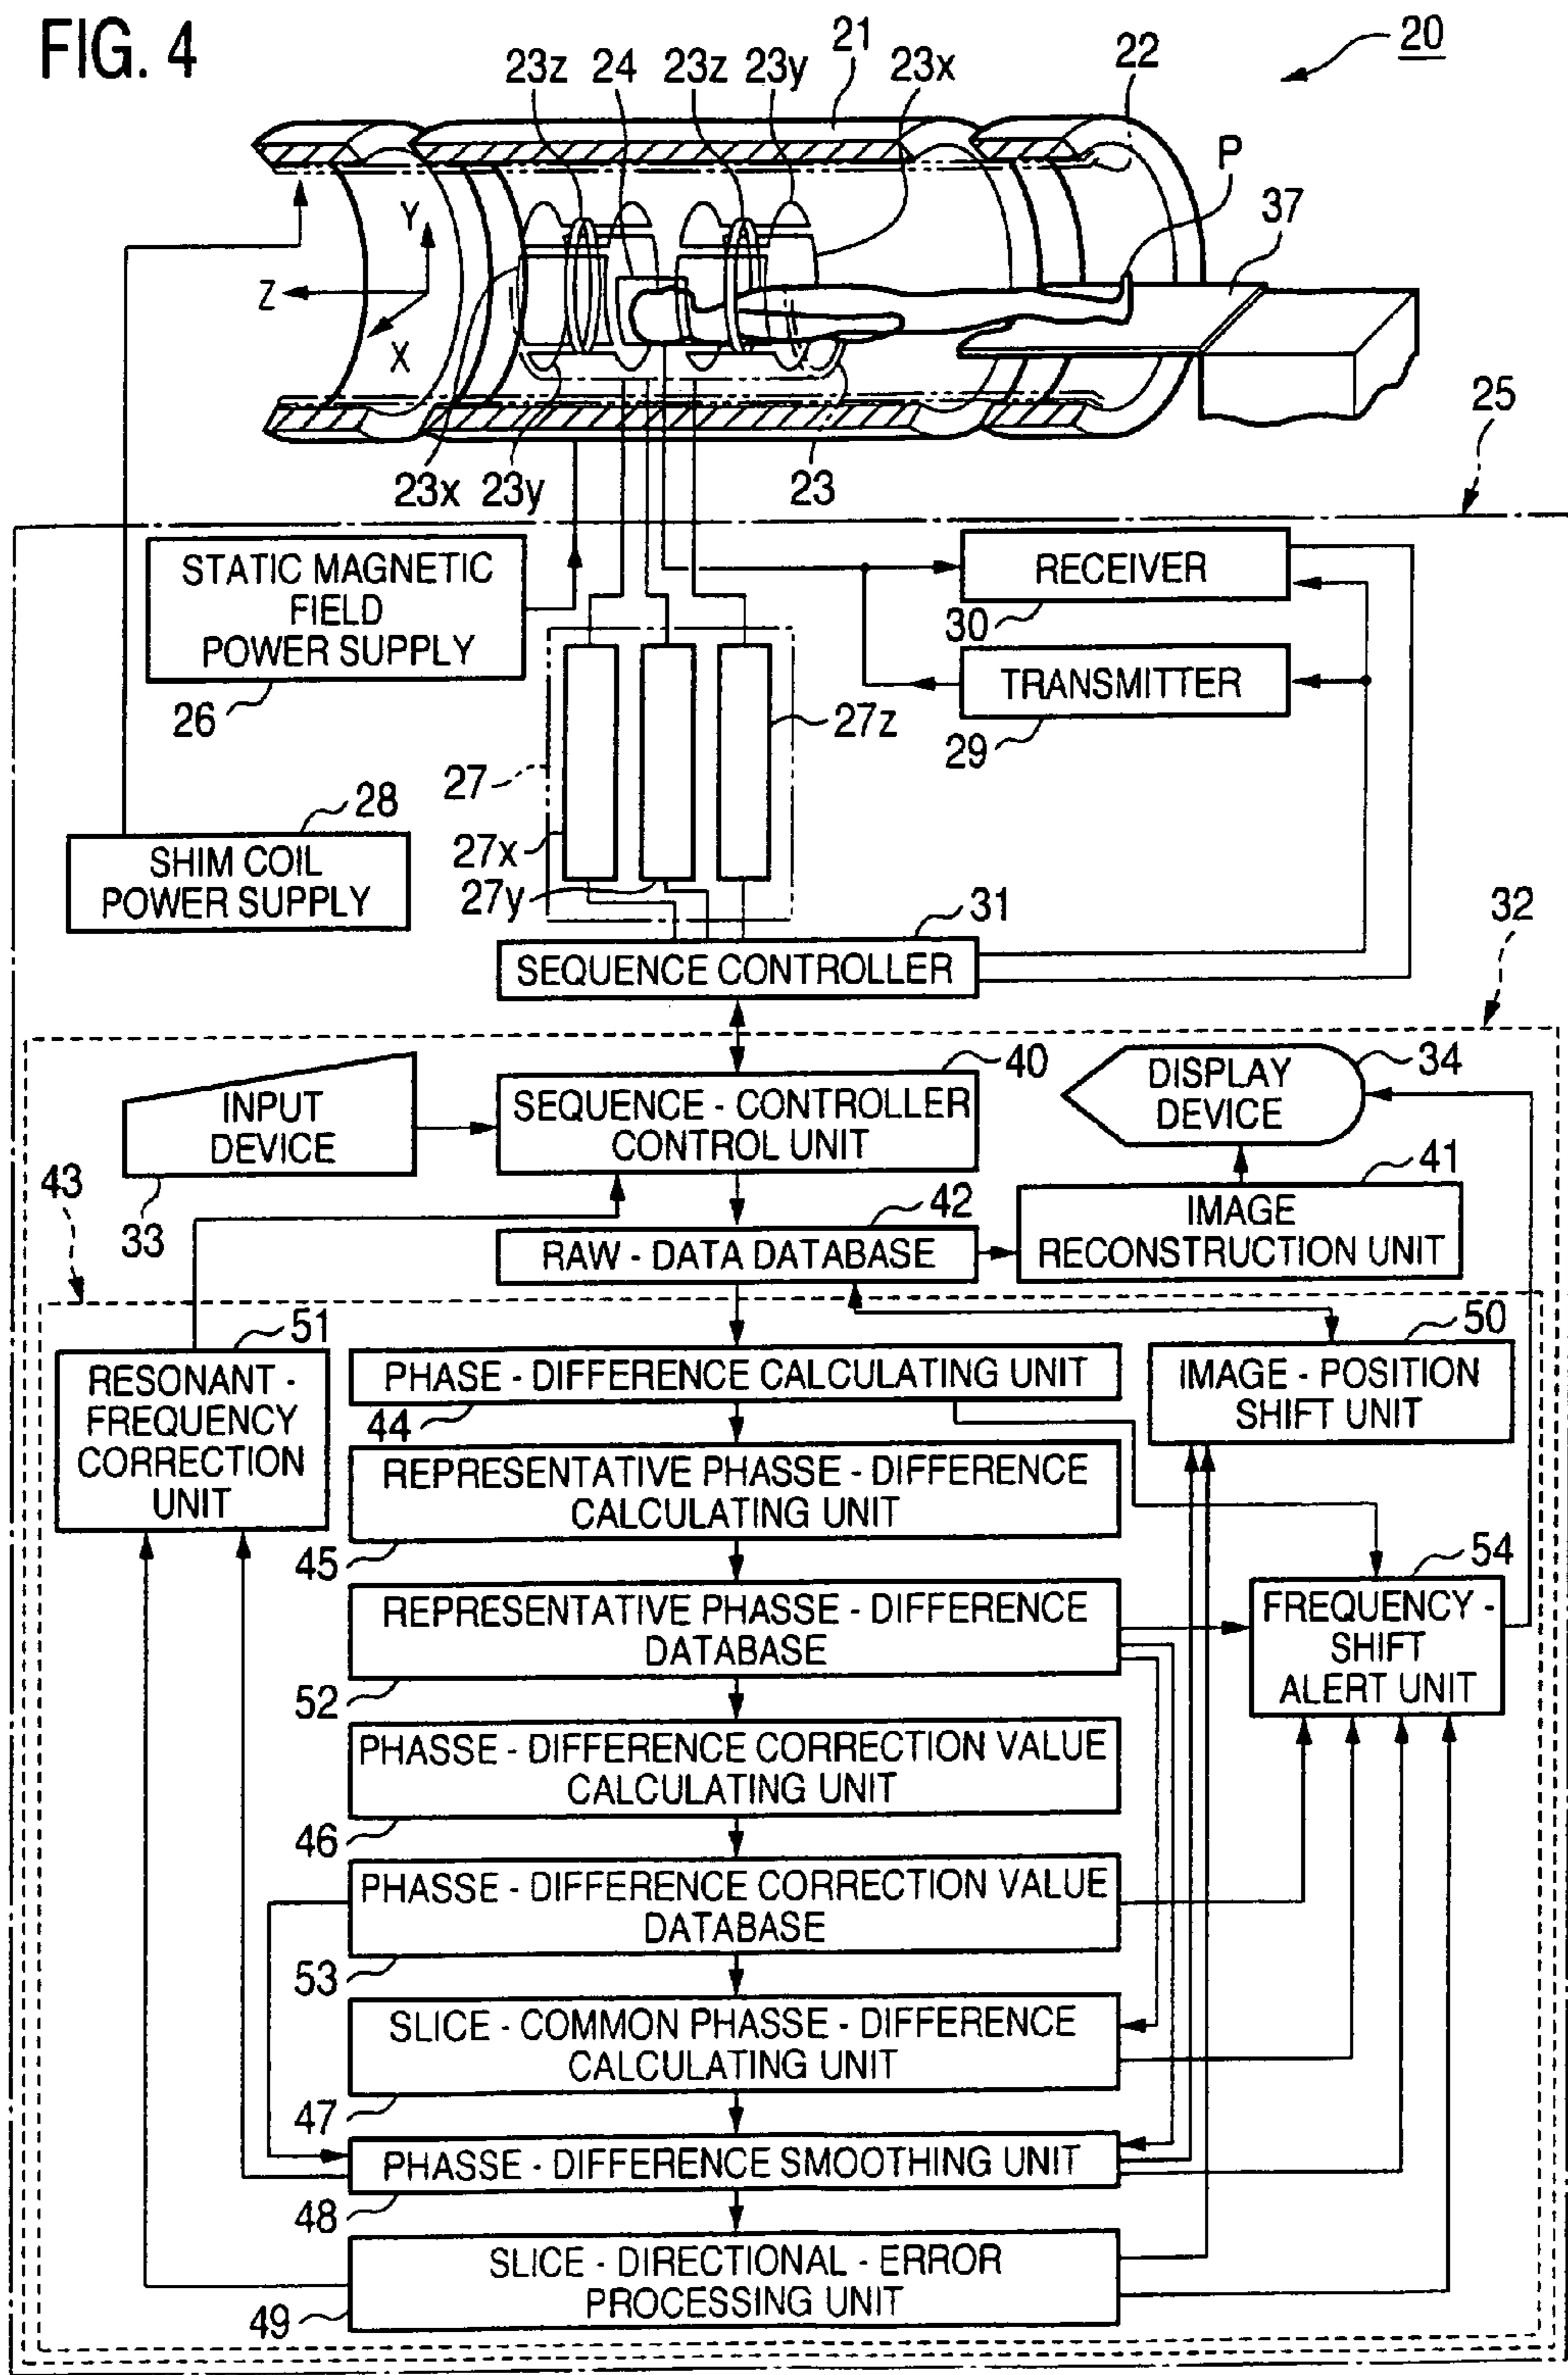 FIG. 4
20
23z 24 23z 23y 21 23x 22
P
37
Y
Z
X
23x 23y 23
25
STATIC MAGNETIC
FIELD
POWER SUPPLY
26
RECEIVER
30
TRANSMITTER
29
27
27x
27y
27z
28
SHIM COIL
POWER SUPPLY
31
SEQUENCE CONTROLLER
32
INPUT
DEVICE
33
40
SEQUENCE - CONTROLLER
CONTROL UNIT
DISPLAY
DEVICE
34
43
42
RAW - DATA DATABASE
41
IMAGE
RECONSTRUCTION UNIT
51
RESONANT -
FREQUENCY
CORRECTION
UNIT
PHASE - DIFFERENCE CALCULATING UNIT
44
50
IMAGE - POSITION
SHIFT UNIT
REPRESENTATIVE PHASSE - DIFFERENCE
CALCULATING UNIT
45
REPRESENTATIVE PHASSE - DIFFERENCE
DATABASE
52
54
FREQUENCY -
SHIFT
ALERT UNIT
PHASSE - DIFFERENCE CORRECTION VALUE
CALCULATING UNIT
46
PHASSE - DIFFERENCE CORRECTION VALUE
DATABASE
53
SLICE - COMMON PHASSE - DIFFERENCE
CALCULATING UNIT
47
PHASSE - DIFFERENCE SMOOTHING UNIT
48
SLICE - DIRECTIONAL - ERROR
PROCESSING UNIT
49